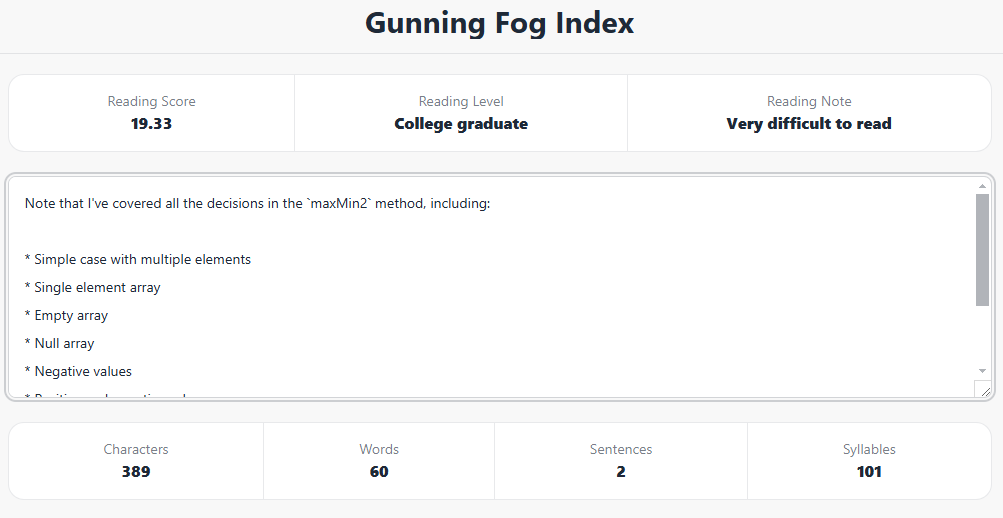 Gunning Fog Index
Reading Score
19.33
Reading Level
College graduate
Reading Note
Very difficult to read
Note that I've covered all the decisions in the `maxMin2` method, including:
* Simple case with multiple elements
* Single element array
* Empty array
* Null array
* Negative values
Characters
389
Words
60
Sentences
2
Syllables
101